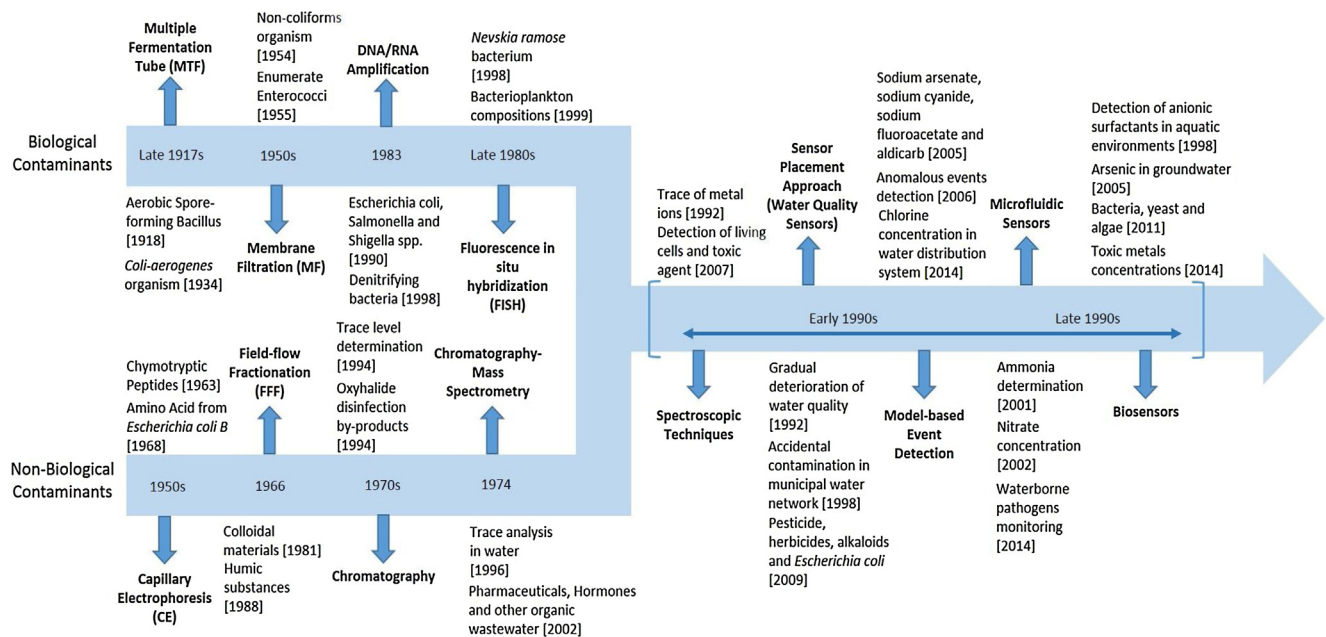 Multiple
Fermentation
Tube (MTF)
Non-coliforms
organism
[1954]
Enumerate
Enterococci
[1955]
DNA/RNA
Amplification
Nevskia ramose
bacterium
[1998]
Bacterioplankton
compositions [1999]
Biological
Contaminants
Late 1917s
1950s
1983
Late 1980s
Aerobic Spore-
forming Bacillus
[1918]
Coli-aerogenes
organism [1934]
Membrane
Filtration (MF)
Escherichia coli,
Salmonella and
Shigella spp.
[1990]
Denitrifying
bacteria [1998]
Fluorescence in
situ
hybridization
(FISH)
Chymotryptic
Peptides [1963]
Amino Acid from
Escherichia coli B
[1968]
Field-flow
Fractionation
(FFF)
Trace level
determination
[1994]
Oxyhalide
disinfection
by-products
[1994]
Chromatography-
Mass
Spectrometry
Non-Biological
Contaminants
1950s
1966
1970s
1974
Capillary
Electrophoresis
(CE)
Colloidal
materials [1981]
Humic
substances
[1988]
Chromatography
Trace analysis
in water
[1996]
Pharmaceuticals, Hormones
and other organic
wastewater [2002]
Trace of metal
ions [1992]
Detection of living
cells and toxic
agent [2007]
Sensor
Placement
Approach
(Water Quality
Sensors)
Sodium arsenate,
sodium cyanide,
sodium
fluoroacetate and
aldicarb [2005]
Anomalous events
detection [2006]
Chlorine
concentration in
water distribution
system [2014]
Microfluidic
Sensors
Detection of anionic
surfactants in aquatic
environments [1998]
Arsenic in groundwater
[2005]
Bacteria, yeast and
algae [2011]
Toxic metals
concentrations [2014]
Early 1990s
Late 1990s
Spectroscopic
Techniques
Gradual
deterioration of
water quality
[1992]
Accidental
contamination in
municipal water
network [1998]
Pesticide,
herbicides, alkaloids
and Escherichia coli
[2009]
Model-based
Event
Detection
Ammonia
determination
[2001]
Nitrate
concentration
[2002]
Waterborne
pathogens
monitoring
[2014]
Biosensors